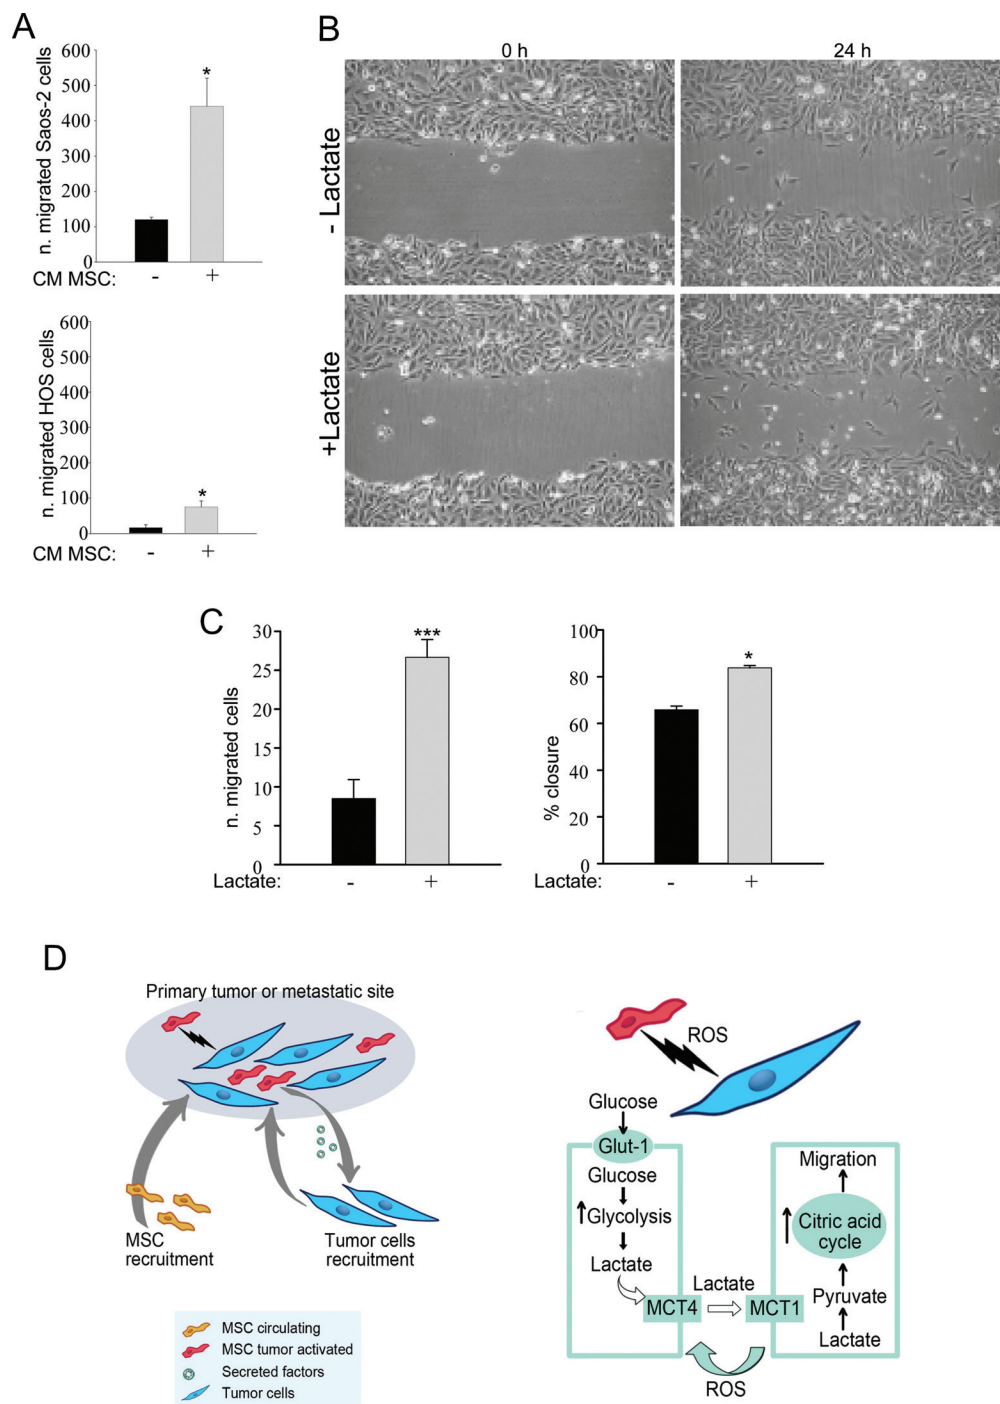 A
n. migrated Saos-2 cells
600
500
400
300
200
100
0
*
CM MSC: - +
n. migrated HOS cells
600
500
400
300
200
100
0
*
CM MSC: - +
B
0 h 24 h
- Lactate
+Lactate
C
n. migrated cells
30
25
20
15
10
5
0
***
Lactate: - +
% closure
100
80
60
40
20
0
*
Lactate: - +
D
Primary tumor or metastatic site
MSC
recruitment
Tumor cells
recruitment
MSC circulating
MSC tumor activated
Secreted factors
Tumor cells
ROS
Glucose
Glut-1
Glucose
Glycolysis
Lactate
MCT4
Lactate
MCT1
Migration
Citric acid
cycle
Pyruvate
Lactate
ROS